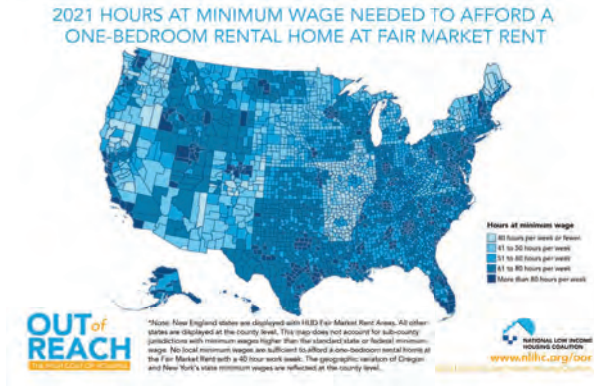 2021 HOURS AT MINIMUM WAGE NEEDED TO AFFORD A
ONE-BEDROOM RENTAL HOME AT FAIR MARKET RENT
Hours at minimum wage
40 hours per week or fewer
41 to 50 hours per week
51 to 60 hours per week
61 to 80 hours per week
More than 80 hours per week
OUT of
REACH
THE HIGH COST OF HOUSING
*Note: New England states are displayed with HUD Fair Market Rent Areas. All other
states are displayed at the county level. This map does not account for sub-county
jurisdictions with minimum wages higher than the standard state or federal minimum
wage. No local minimum wages are sufficient to afford a one-bedroom rental home at
the Fair Market Rent with a 40 hour work week. The geographic variation of Oregon
and New York's state minimum wages are reflected at the county level.
NATIONAL LOW INCOME
HOUSING COALITION
www.nlihc.org/oor